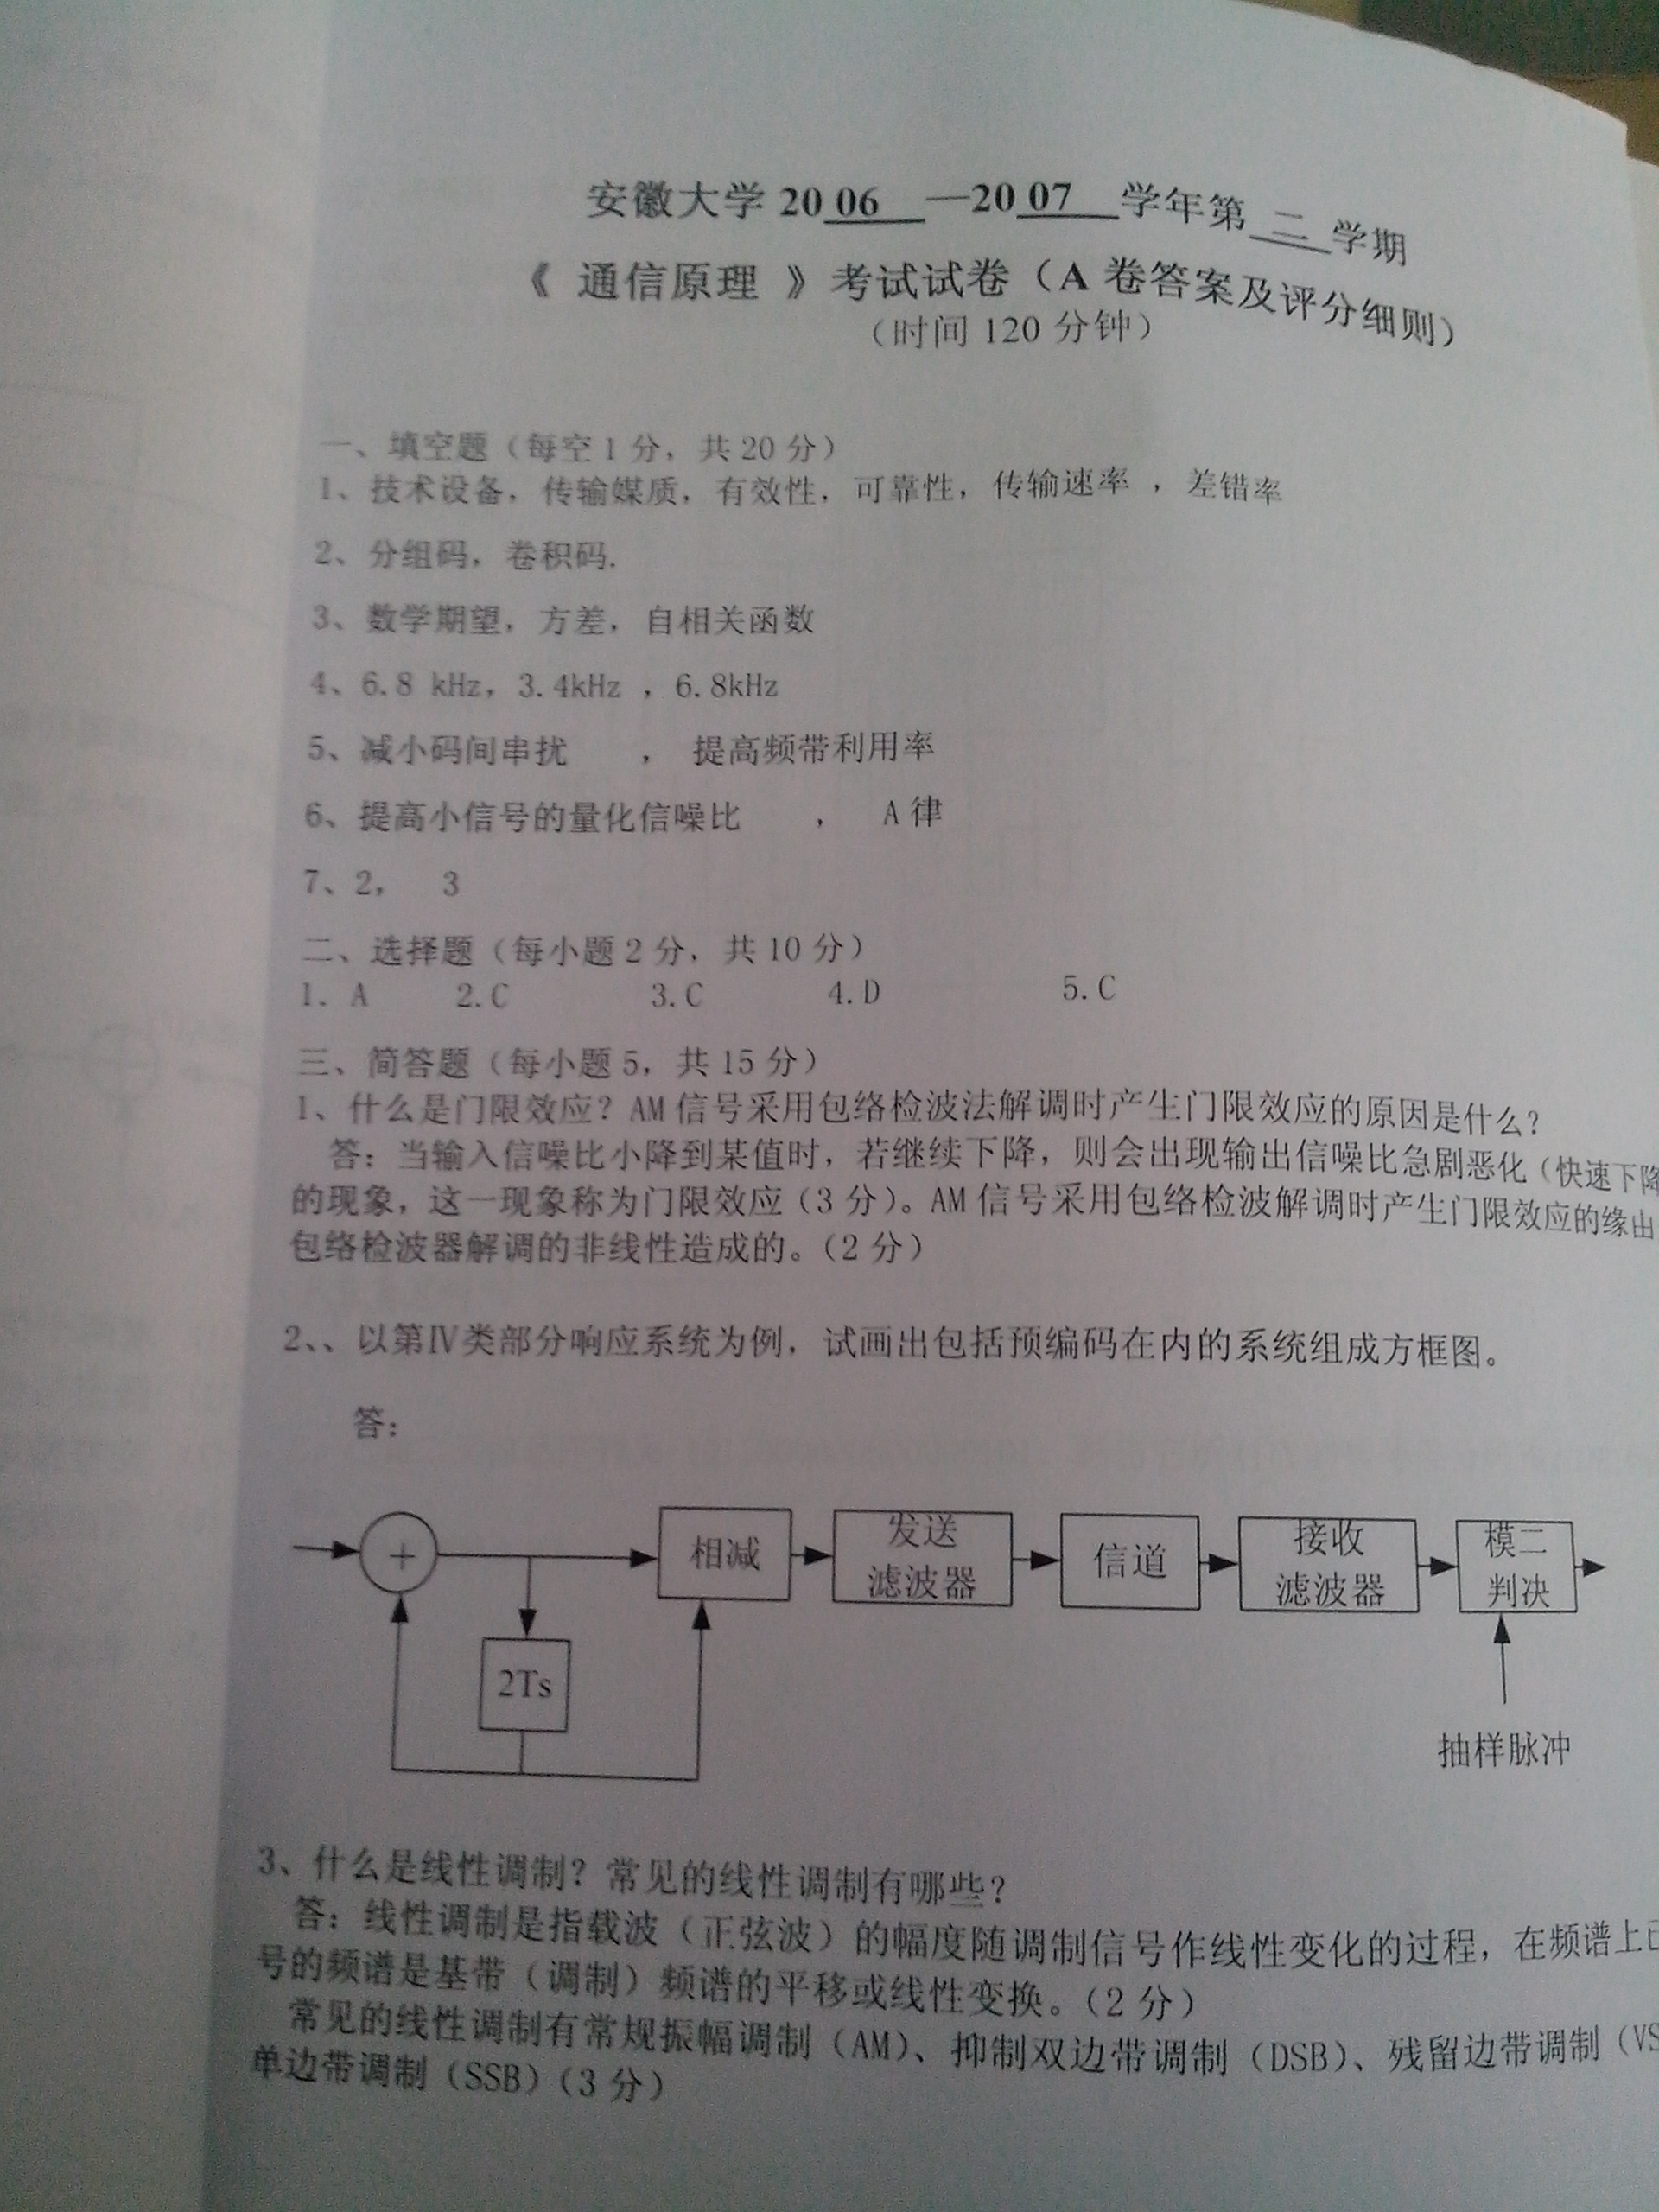 安徽大学 20 06 —20 07 学年第 二 学期
《 通信原理 》考试试卷（A 卷答案及评分细则）
（时间 120 分钟）
一、填空题（每空 1 分，共 20 分）
1、技术设备，传输媒质，有效性，可靠性，传输速率 ，差错率
2、分组码，卷积码.
3、数学期望，方差，自相关函数
4、6.8 kHz，3.4kHz ，6.8kHz
5、减小码间串扰 ， 提高频带利用率
6、提高小信号的量化信噪比 ， A 律
7、2， 3
二、选择题（每小题 2 分，共 10 分）
1. A 2.C 3.C 4.D 5.C
三、简答题（每小题 5，共 15 分）
1、什么是门限效应？AM 信号采用包络检波法解调时产生门限效应的原因是什么？
答：当输入信噪比小降到某值时，若继续下降，则会出现输出信噪比急剧恶化（快速下降
的现象，这一现象称为门限效应（3 分）。AM 信号采用包络检波解调时产生门限效应的缘由
包络检波器解调的非线性造成的。（2 分）
2、、以第Ⅳ类部分响应系统为例，试画出包括预编码在内的系统组成方框图。
答：
+ 相减 发送 信道 接收 模二
滤波器 滤波器 判决
2Ts
抽样脉冲
3、什么是线性调制？常见的线性调制有哪些？
答：线性调制是指载波（正弦波）的幅度随调制信号作线性变化的过程，在频谱上已
号的频谱是基带（调制）频谱的平移或线性变换。（2 分）
常见的线性调制有常规振幅调制（AM）、抑制双边带调制（DSB）、残留边带调制（VS
单边带调制（SSB）（3 分）